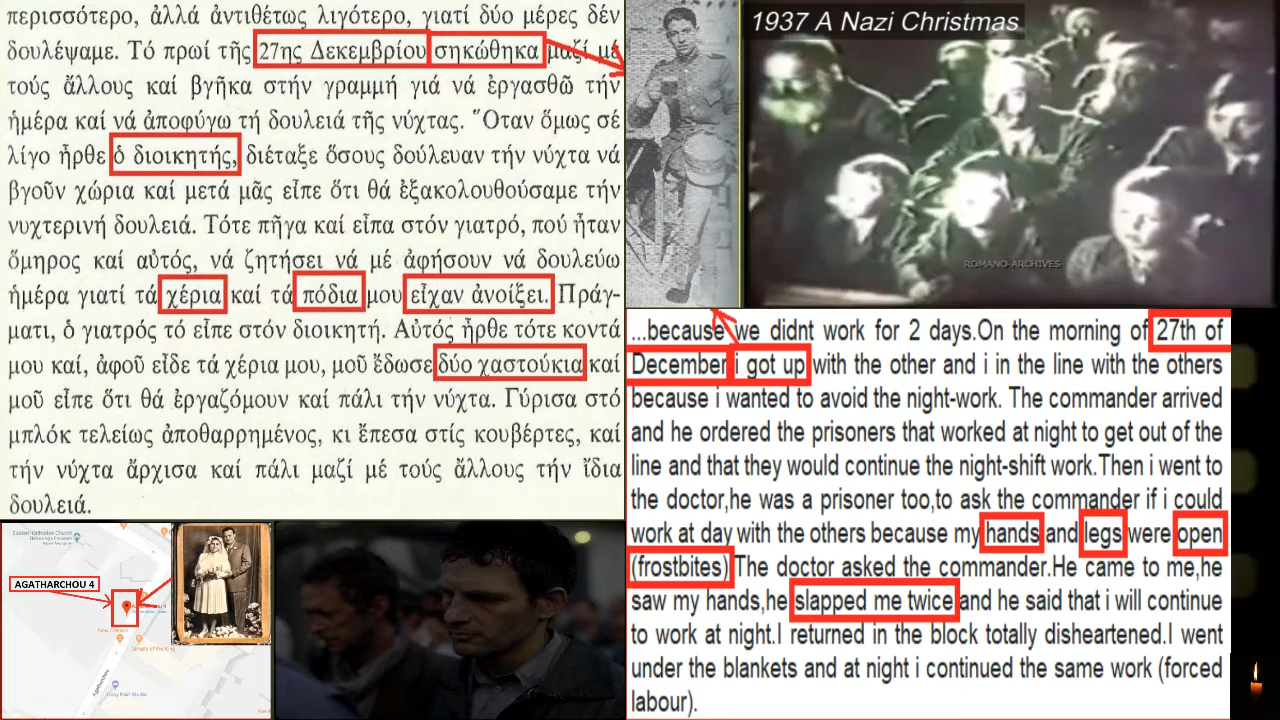 περισσότερο, ἀλλά ἀντιθέτως λιγότερο, γιατί δύο μέρες δέν
δουλέψαμε. Τό πρωί τῆς 27ης Δεκεμβρίου σηκώθηκα μαζί μέ
τούς ἄλλους καί βγῆκα στήν γραμμή γιά νά ἐργασθῶ τήν
ἡμέρα καί νά ἀποφύγω τή δουλειά τῆς νύχτας. Ὅταν ὅμως σέ
λίγο ἦρθε ὁ διοικητής, διέταξε ὅσους δούλευαν τήν νύχτα νά
βγοῦν χώρια καί μετά μᾶς εἶπε ὅτι θά ἐξακολουθούσαμε τήν
νυχτερινή δουλειά. Τότε πῆγα καί εἶπα στόν γιατρό, πού ἦταν
ὅμηρος καί αὐτός, νά ζητήσει νά μέ ἀφήσουν νά δουλεύω
ἡμέρα γιατί τά χέρια καί τά πόδια μου εἶχαν ἀνοίξει. Πράγ-
ματι, ὁ γιατρός τό εἶπε στόν διοικητή. Αὐτός ἦρθε τότε κοντά
μου καί, ἀφοῦ εἶδε τά χέρια μου, μοῦ ἔδωσε δύο χαστούκια καί
μοῦ εἶπε ὅτι θά ἐργαζόμουν καί πάλι τήν νύχτα. Γύρισα στό
μπλόκ τελείως ἀποθαρρημένος, κι ἔπεσα στίς κουβέρτες, καί
τήν νύχτα ἄρχισα καί πάλι μαζί μέ τούς ἄλλους τήν ἴδια
δουλειά.
1937 A Nazi Christmas
ROMANO-ARCHIVES
...because we didnt work for 2 days.On the morning of 27th of
December i got up with the other and i in the line with the others
because i wanted to avoid the night-work. The commander arrived
and he ordered the prisoners that worked at night to get out of the
line and that they would continue the night-shift work.Then i went to
the doctor,he was a prisoner too,to ask the commander if i could
work at day with the others because my hands and legs were open
(frostbites) The doctor asked the commander.He came to me,he
saw my hands,he slapped me twice and he said that i will continue
to work at night.I returned in the block totally disheartened.I went
under the blankets and at night i continued the same work (forced
labour).
Eastern Orthodox Church
AGATHARCHOU 4
Temple of the King